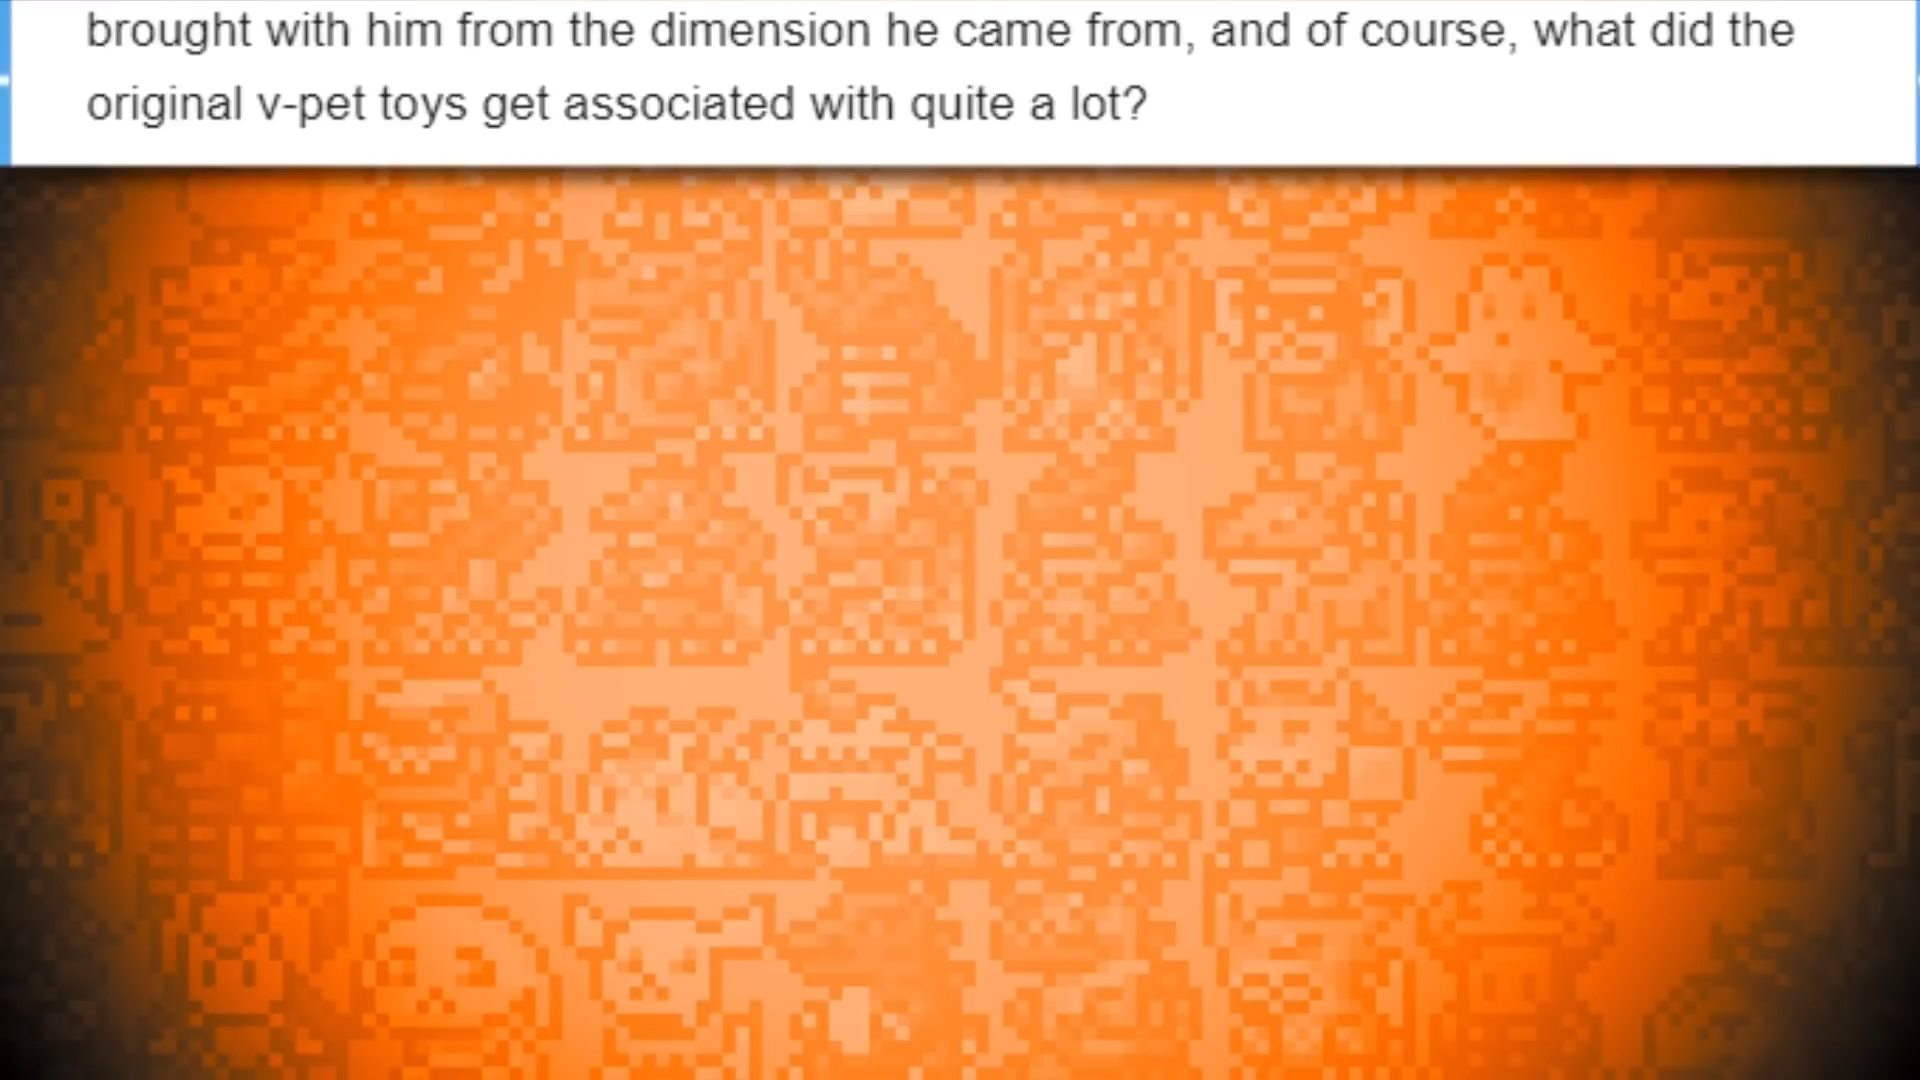 brought with him from the dimension he came from, and of course, what did the
original v-pet toys get associated with quite a lot?